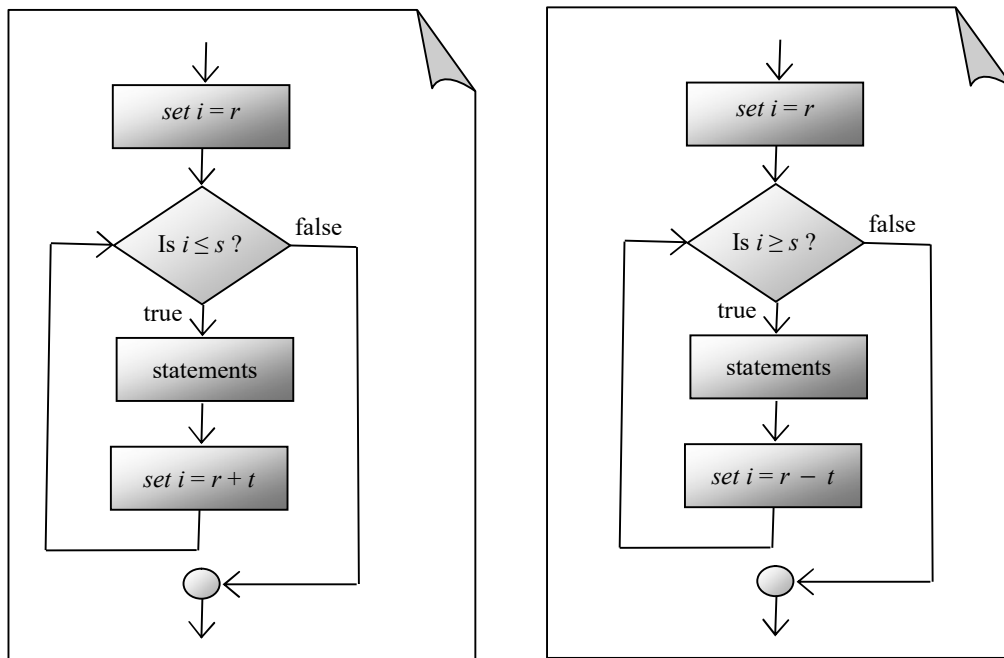 set i = r
Is i ≤ s ?
false
true
statements
set i = r + t
set i = r
Is i ≥ s ?
false
true
statements
set i = r − t